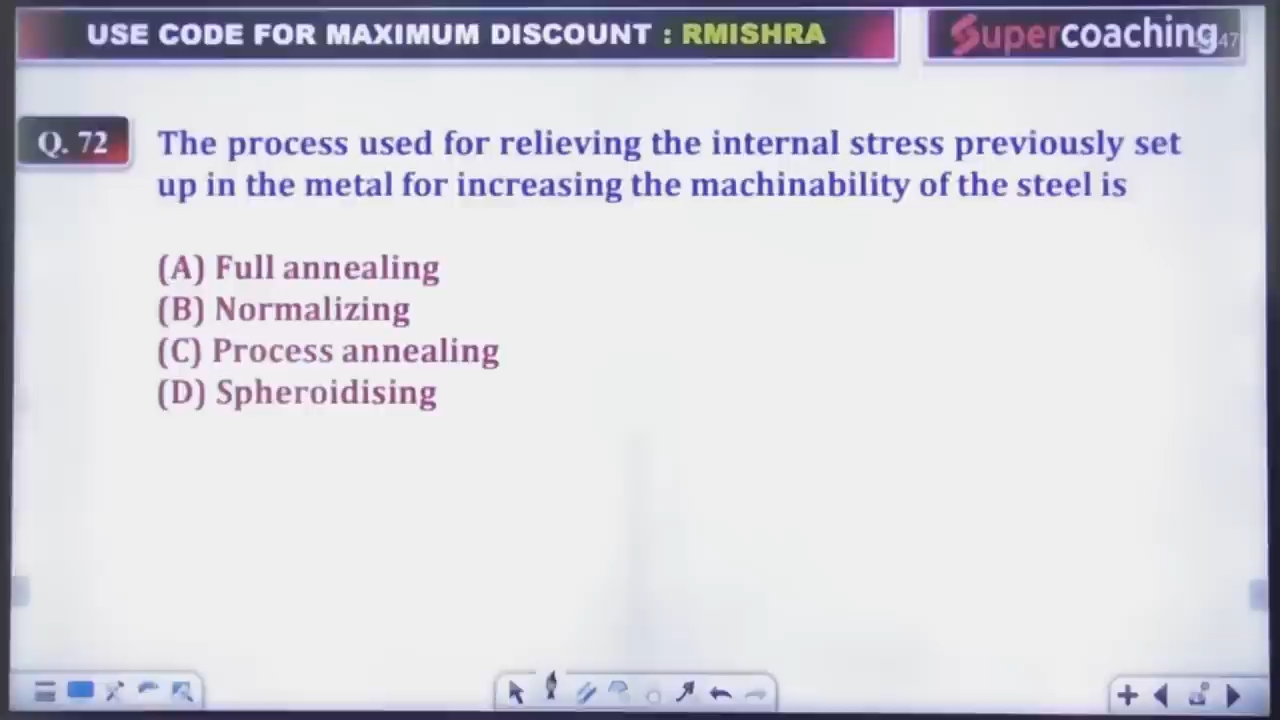 USE CODE FOR MAXIMUM DISCOUNT : RMISHRA
Supercoaching
Q. 72
The process used for relieving the internal stress previously set
up in the metal for increasing the machinability of the steel is
(A) Full annealing
(B) Normalizing
(C) Process annealing
(D) Spheroidising